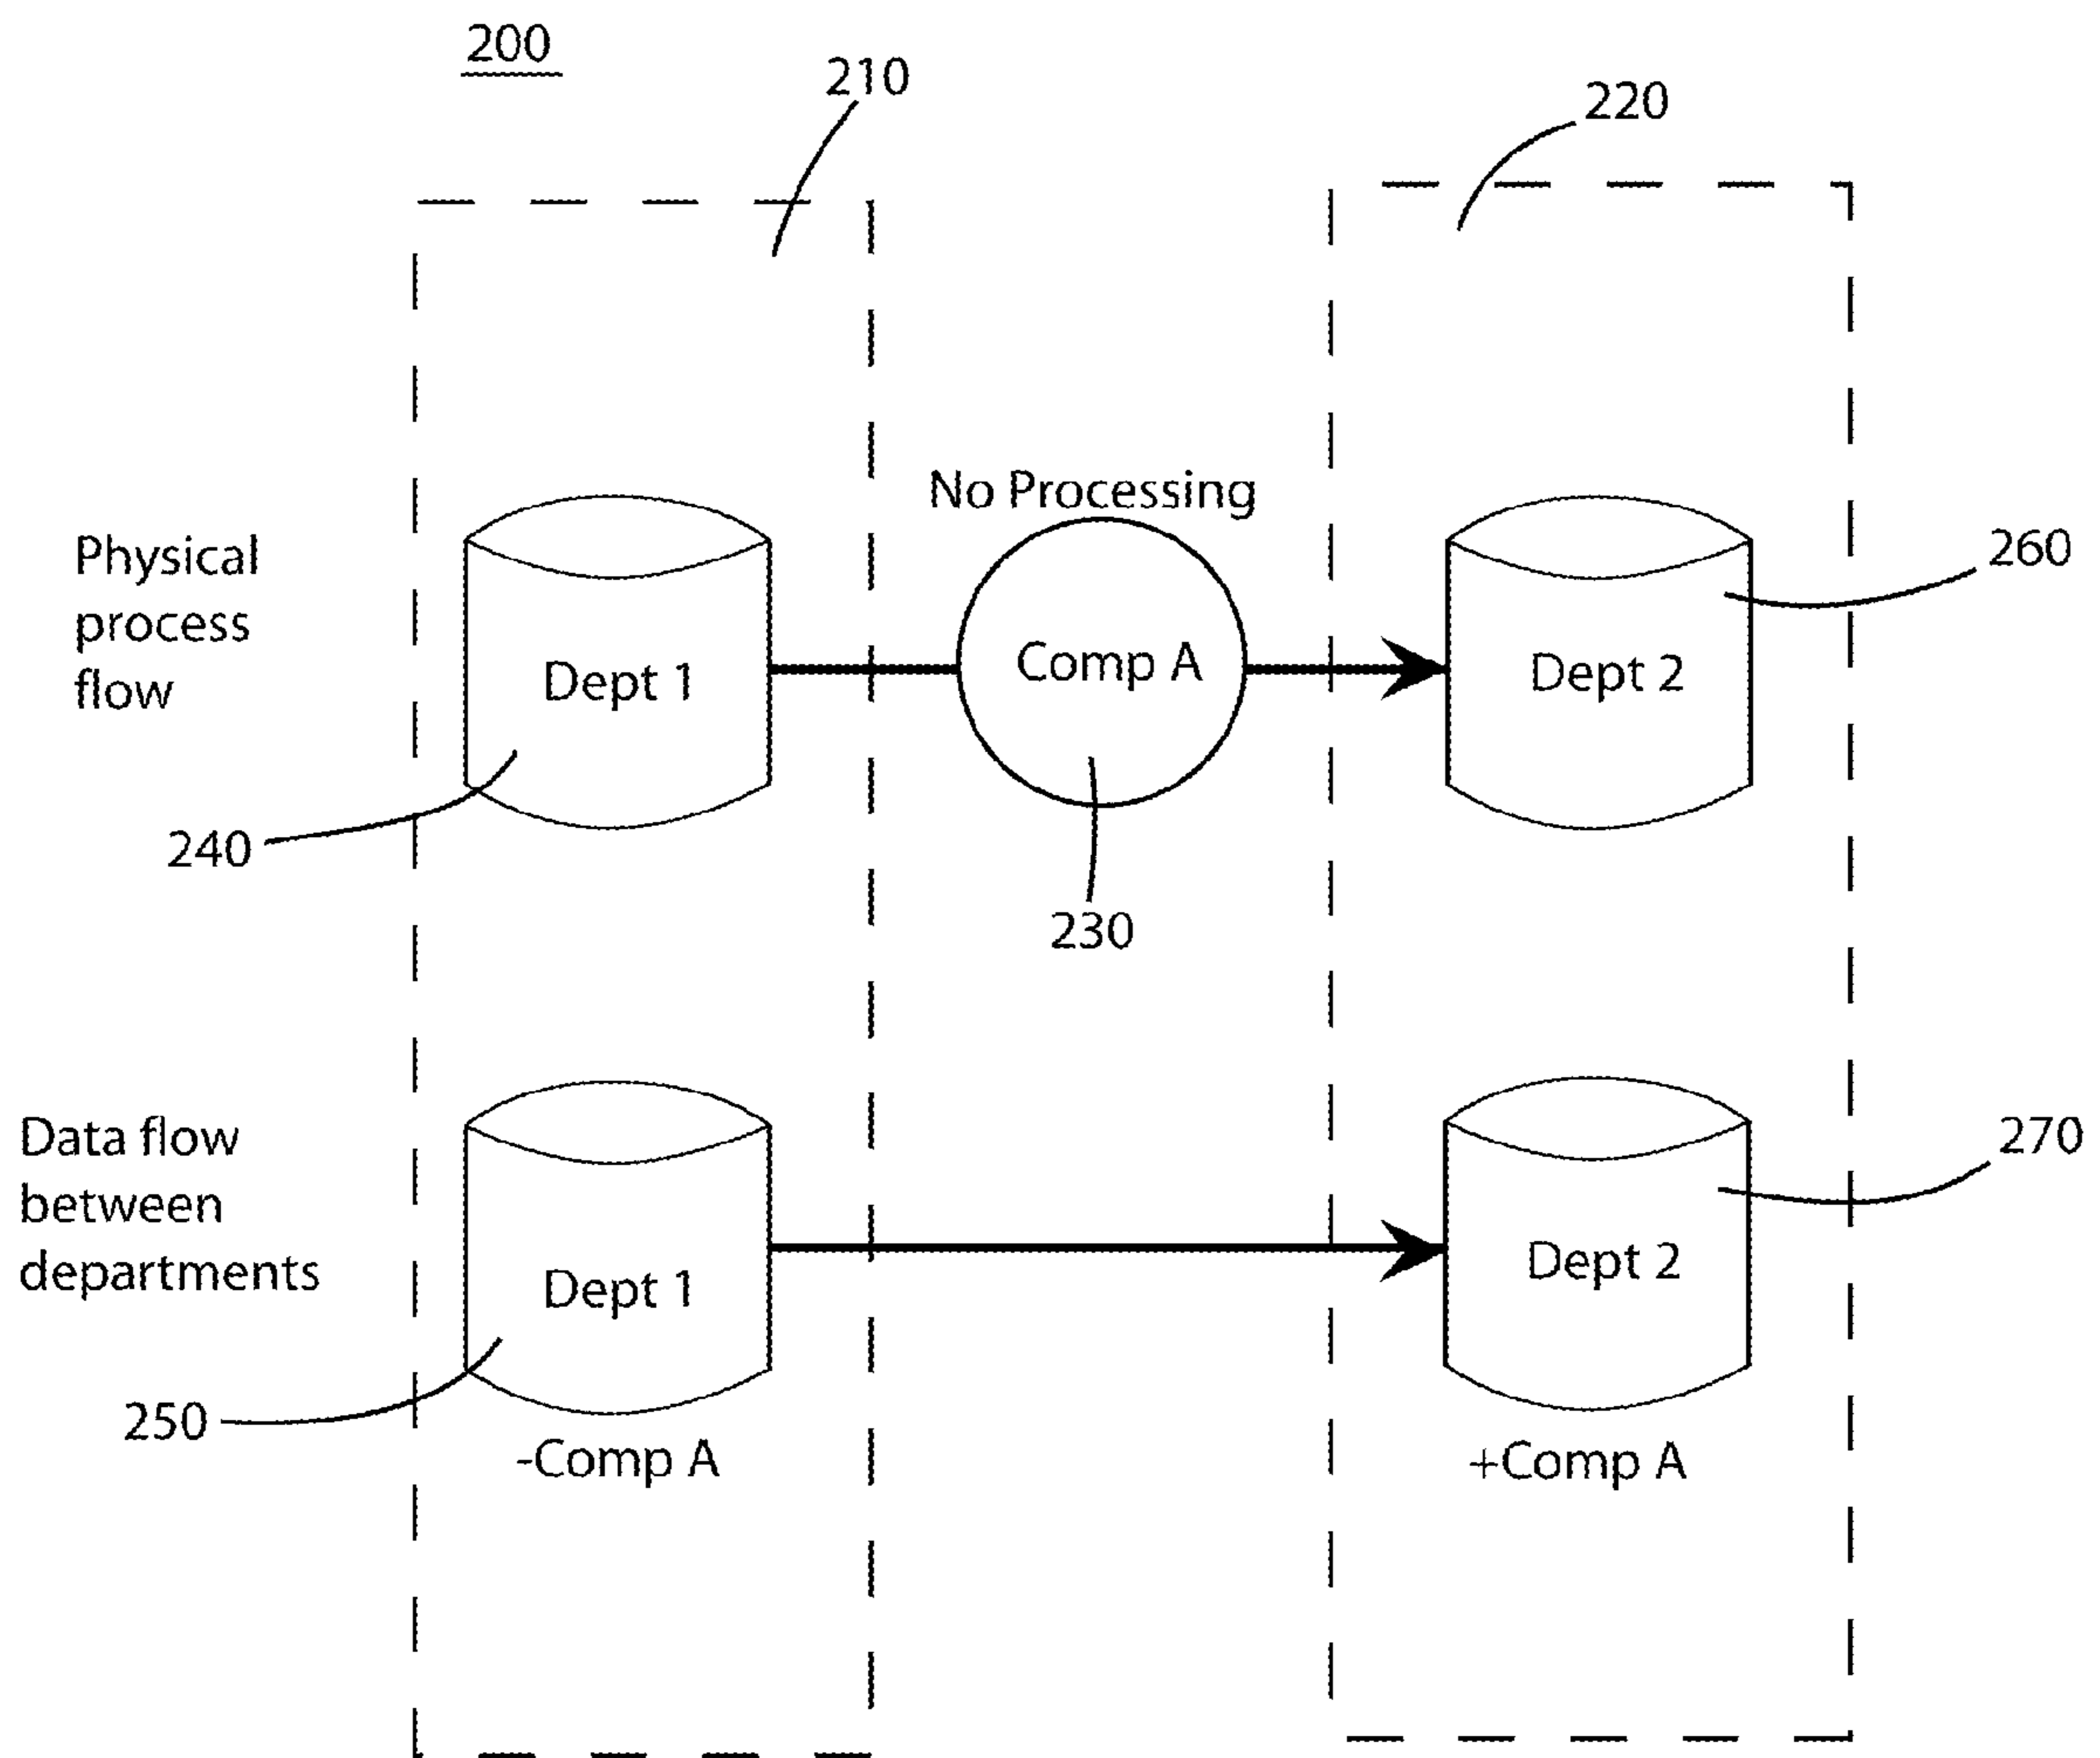 200
210
220
No Processing
Physical
process
flow
Dept 1
Comp A
Dept 2
260
240
230
Data flow
between
departments
Dept 1
Dept 2
270
250
-Comp A
+Comp A